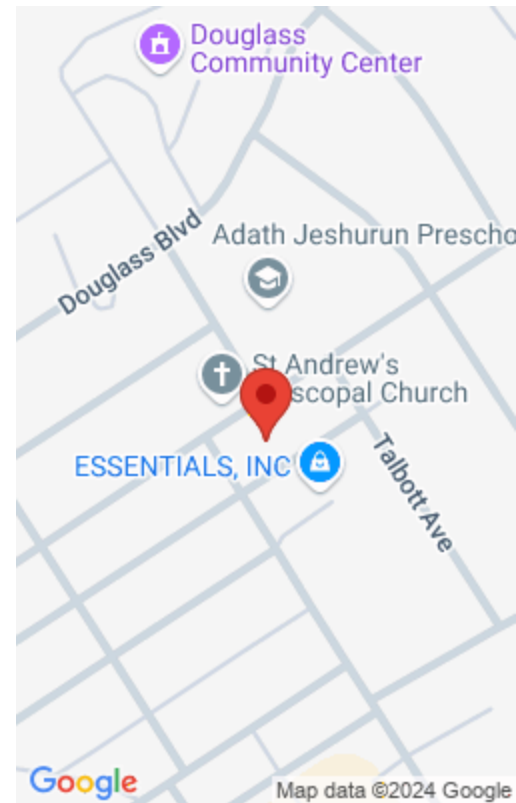 Douglass
Community Center
Douglass Blvd
Adath Jeshurun Prescho
St Andrew's
scopal Church
ESSENTIALS, INC
Talbott Ave
Google
Map data ©2024 Google